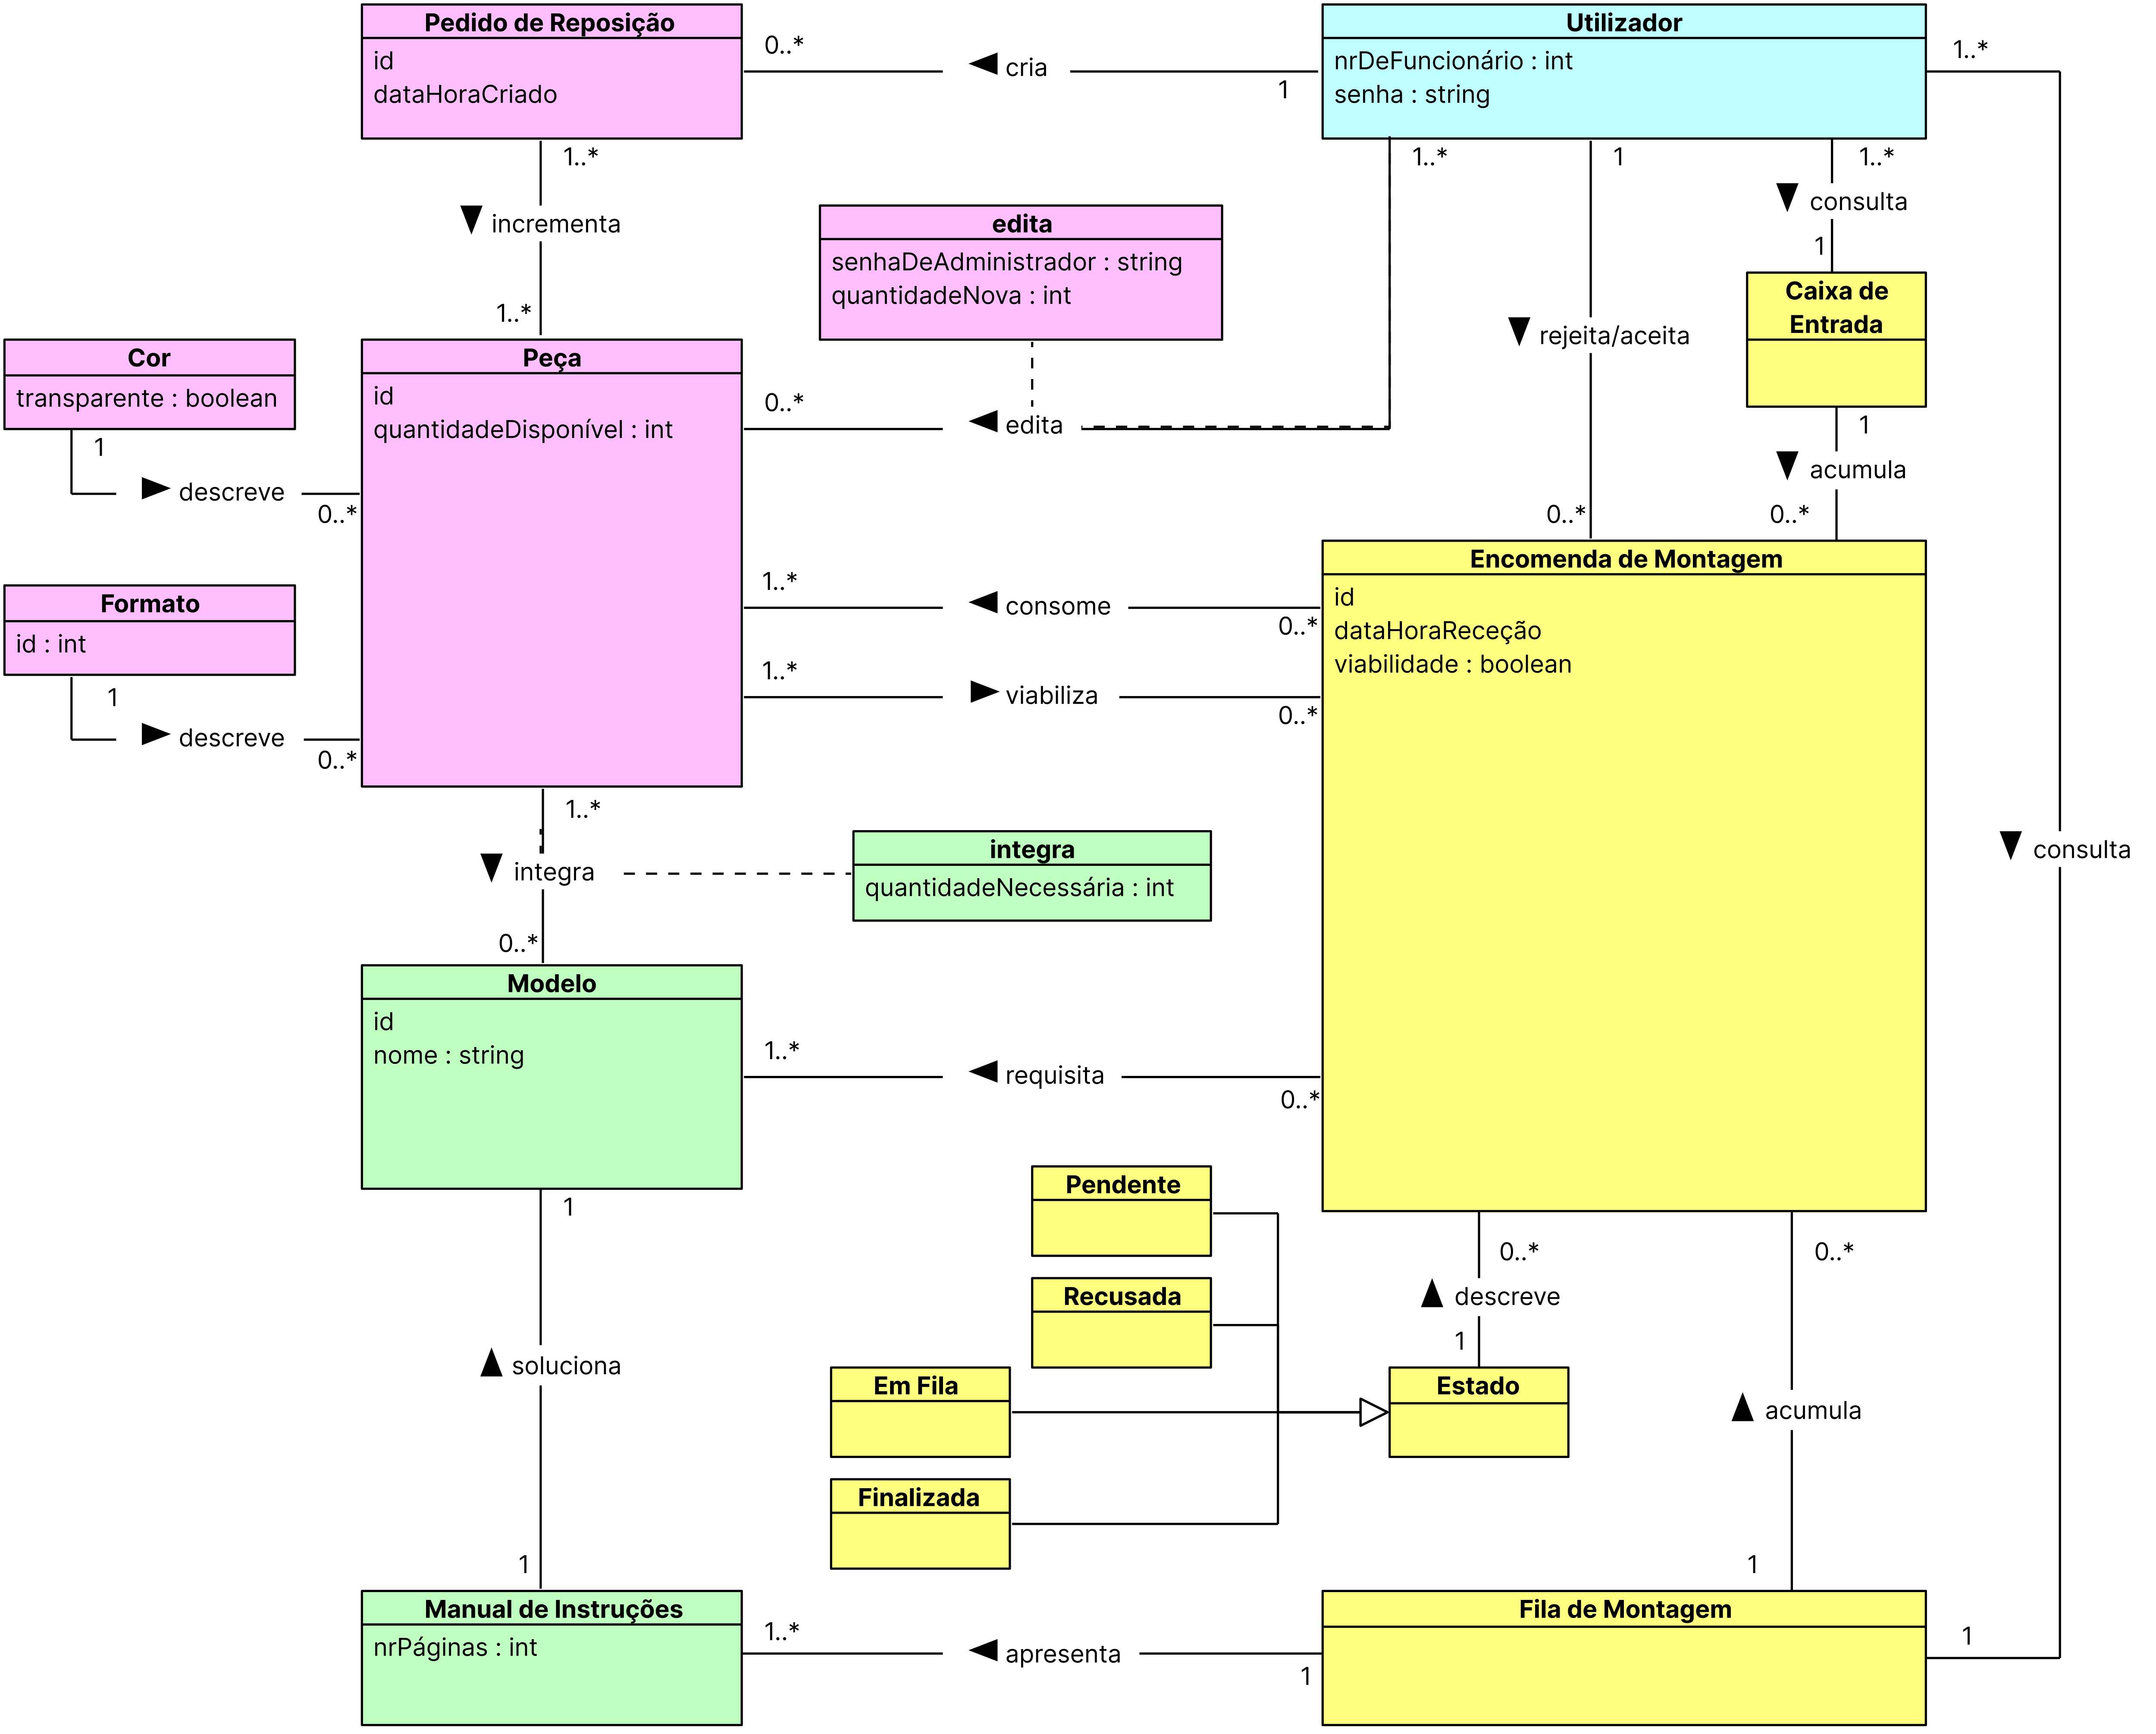 Pedido de Reposição
id
dataHoraCriado
0..*
cria
1
Utilizador
nrDeFuncionário : int
senha : string
1..*
1..*
incrementa
1..*
edita
senhaDeAdministrador : string
quantidadeNova : int
1..*
1
1..*
consulta
1
rejeita/aceita
Caixa de
Entrada
Cor
transparente : boolean
1
descreve
0..*
Peça
id
quantidadeDisponível : int
0..*
edita
1
acumula
0..*
0..*
Formato
id : int
1
descreve
0..*
1..*
consome
0..*
1..*
viabiliza
0..*
Encomenda de Montagem
id
dataHoraReceção
viabilidade : boolean
1..*
integra
0..*
integra
quantidadeNecessária : int
consulta
Modelo
id
nome : string
1..*
requisita
0..*
1
Pendente
Recusada
Em Fila
Finalizada
0..*
descreve
1
Estado
0..*
acumula
1
soluciona
1
Manual de Instruções
nrPáginas : int
1..*
apresenta
1
Fila de Montagem
1